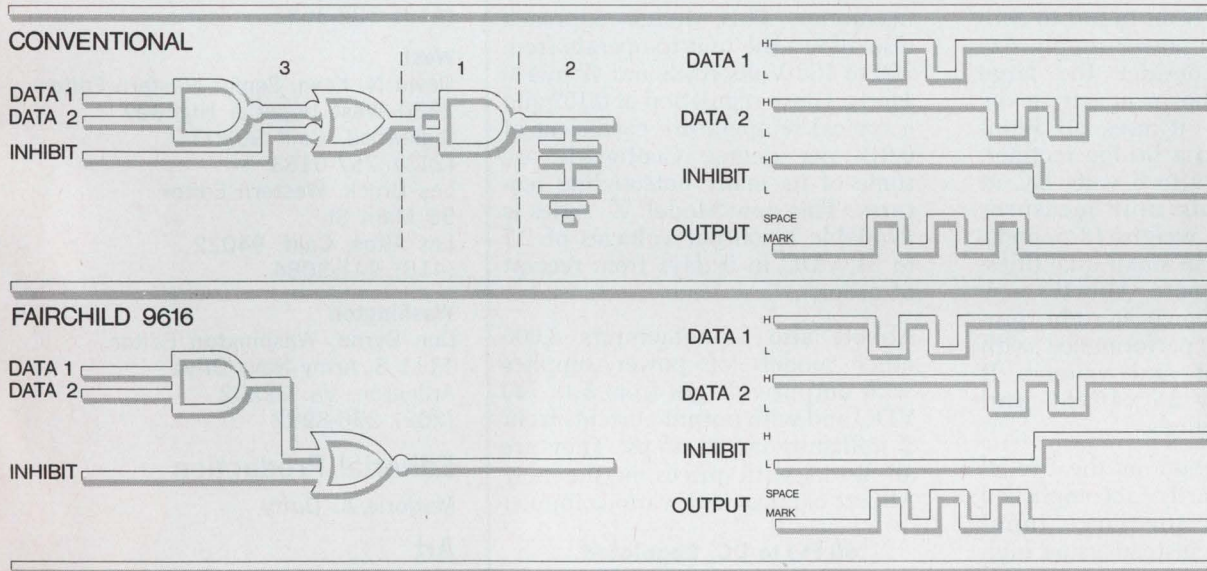 CONVENTIONAL
3 1 2
DATA 1
DATA 2
INHIBIT
DATA 1 H L
DATA 2 H L
INHIBIT H L
OUTPUT SPACE MARK
FAIRCHILD 9616
DATA 1
DATA 2
INHIBIT
DATA 1 H L
DATA 2 H L
INHIBIT H L
OUTPUT SPACE MARK